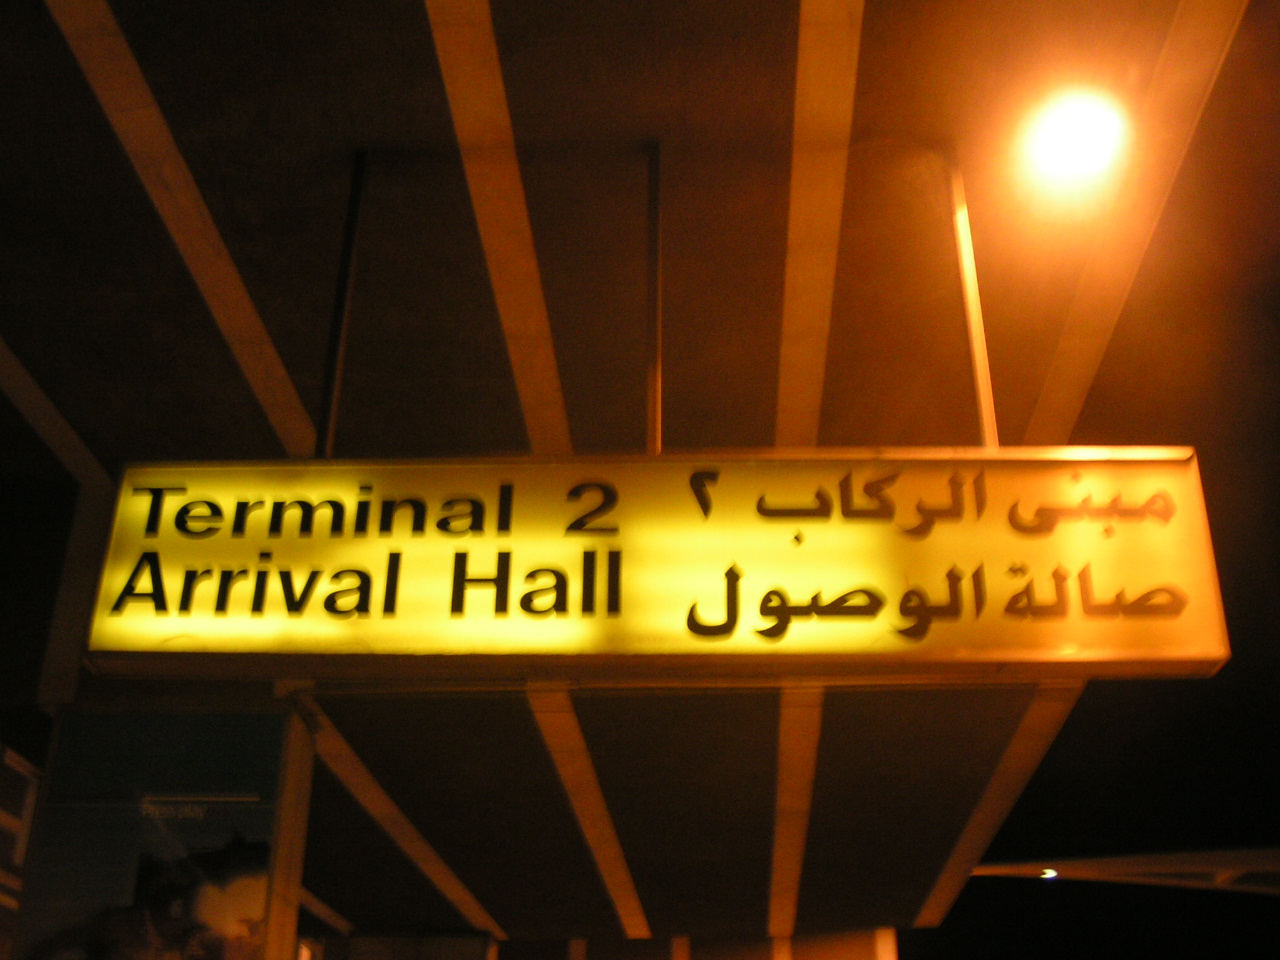 Terminal 2
Arrival Hall
مبنى الركاب ٢
صالة الوصول